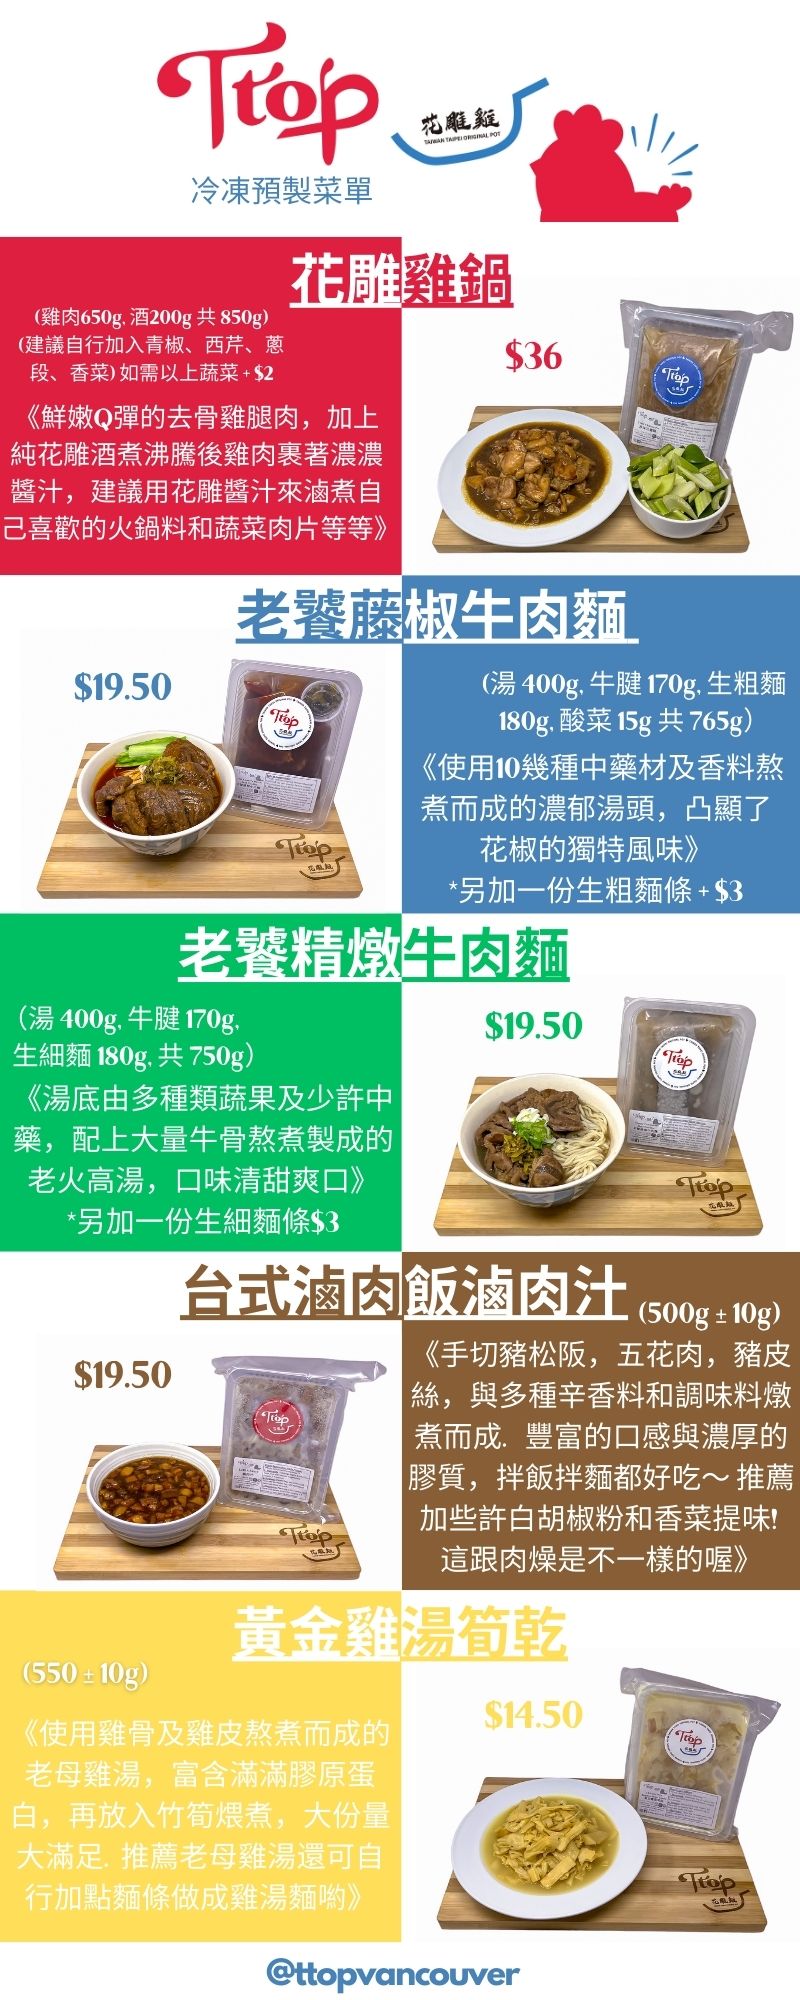 Ttop
花雕雞
TAIWAN TAIPEI ORIGINAL POT
冷凍預製菜單
花雕雞鍋
(雞肉650g, 酒200g 共 850g)
(建議自行加入青椒、西芹、蔥
段、香菜) 如需以上蔬菜 + $2
$36
《鮮嫩Q彈的去骨雞腿肉，加上
純花雕酒煮沸騰後雞肉裹著濃濃
醬汁，建議用花雕醬汁來滷煮自
己喜歡的火鍋料和蔬菜肉片等等》
老饕藤椒牛肉麵
$19.50
(湯 400g, 牛腱 170g, 生粗麵
180g, 酸菜 15g 共 765g）
《使用10幾種中藥材及香料熬
煮而成的濃郁湯頭，凸顯了
花椒的獨特風味》
*另加一份生粗麵條 + $3
Ttop
花雕雞
老饕精燉牛肉麵
（湯 400g, 牛腱 170g,
生細麵 180g, 共 750g）
$19.50
《湯底由多種類蔬果及少許中
藥，配上大量牛骨熬煮製成的
老火高湯，口味清甜爽口》
*另加一份生細麵條$3
Ttop
花雕雞
台式滷肉飯滷肉汁
(500g ± 10g)
$19.50
《手切豬松阪，五花肉，豬皮
絲，與多種辛香料和調味料燉
煮而成. 豐富的口感與濃厚的
膠質，拌飯拌麵都好吃～ 推薦
加些許白胡椒粉和香菜提味!
這跟肉燥是不一樣的喔》
Ttop
花雕雞
黃金雞湯筍乾
(550 ± 10g)
$14.50
《使用雞骨及雞皮熬煮而成的
老母雞湯，富含滿滿膠原蛋
白，再放入竹筍煨煮，大份量
大滿足. 推薦老母雞湯還可自
行加點麵條做成雞湯麵喲》
Ttop
花雕雞
@ttopvancouver